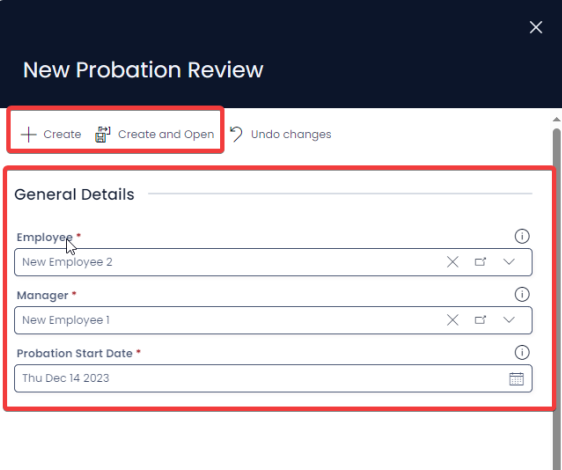 New Probation Review
Create Create and Open Undo changes
General Details
Employee *
New Employee 2
Manager *
New Employee 1
Probation Start Date *
Thu Dec 14 2023